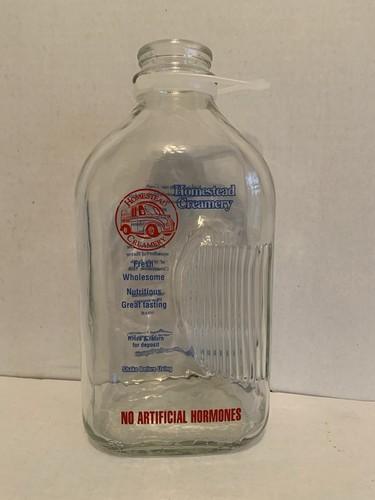 Homestead
Creamery
HOMESTEAD
CREAMERY
Fresh
Wholesome
Nutritious
Great tasting
Rinse & return
for deposit
Shake Before Using
NO ARTIFICIAL HORMONES